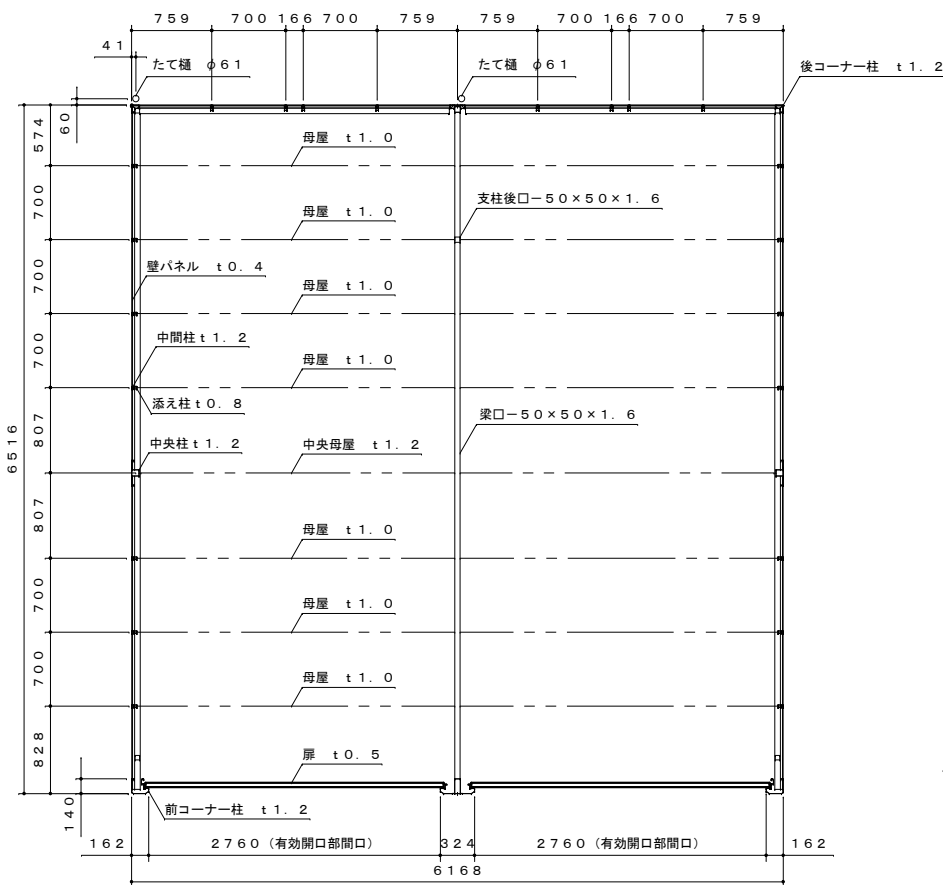 ７５９　７００　１６６　７００　７５９　７５９　７００　１６６　７００　７５９
４１
たて樋　φ６１
たて樋　φ６１
後コーナー柱　ｔ１．２
６０
５７４
母屋　ｔ１．０
７００
支柱後口－５０×５０×１．６
母屋　ｔ１．０
壁パネル　ｔ０．４
７００
母屋　ｔ１．０
中間柱ｔ１．２
７００
母屋　ｔ１．０
添え柱ｔ０．８
梁口－５０×５０×１．６
８０７
中央柱ｔ１．２
中央母屋　ｔ１．２
６５１６
８０７
母屋　ｔ１．０
７００
母屋　ｔ１．０
７００
母屋　ｔ１．０
８２８
扉　ｔ０．５
１４０
前コーナー柱　ｔ１．２
１６２　２７６０（有効開口部間口）　３２４　２７６０（有効開口部間口）　１６２
６１６８